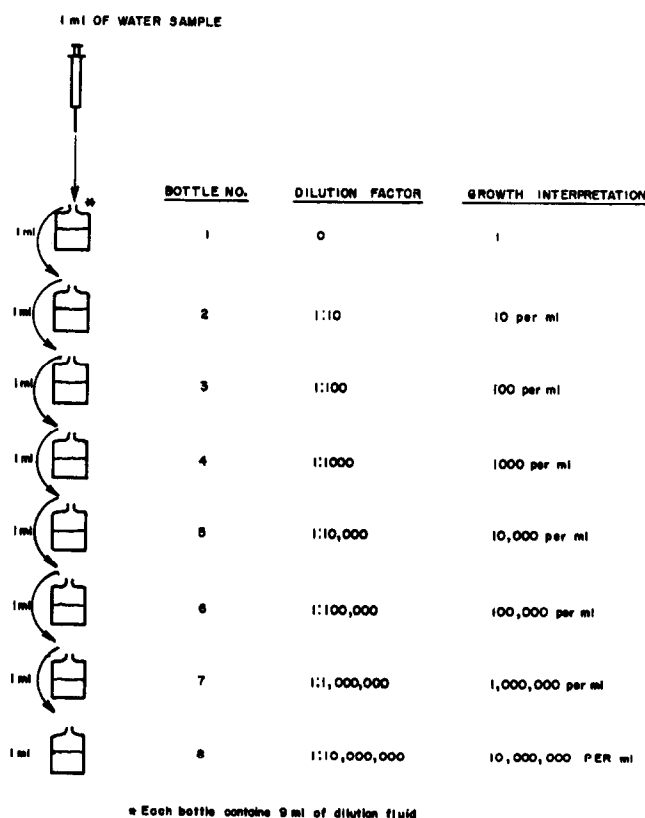 1 ml OF WATER SAMPLE
BOTTLE NO. DILUTION FACTOR GROWTH INTERPRETATION
*
1 ml 1 0 1
1 ml 2 1:10 10 per ml
1 ml 3 1:100 100 per ml
1 ml 4 1:1000 1000 per ml
1 ml 5 1:10,000 10,000 per ml
1 ml 6 1:100,000 100,000 per ml
1 ml 7 1:1,000,000 1,000,000 per ml
1 ml 8 1:10,000,000 10,000,000 PER ml
* Each bottle contains 9 ml of dilution fluid